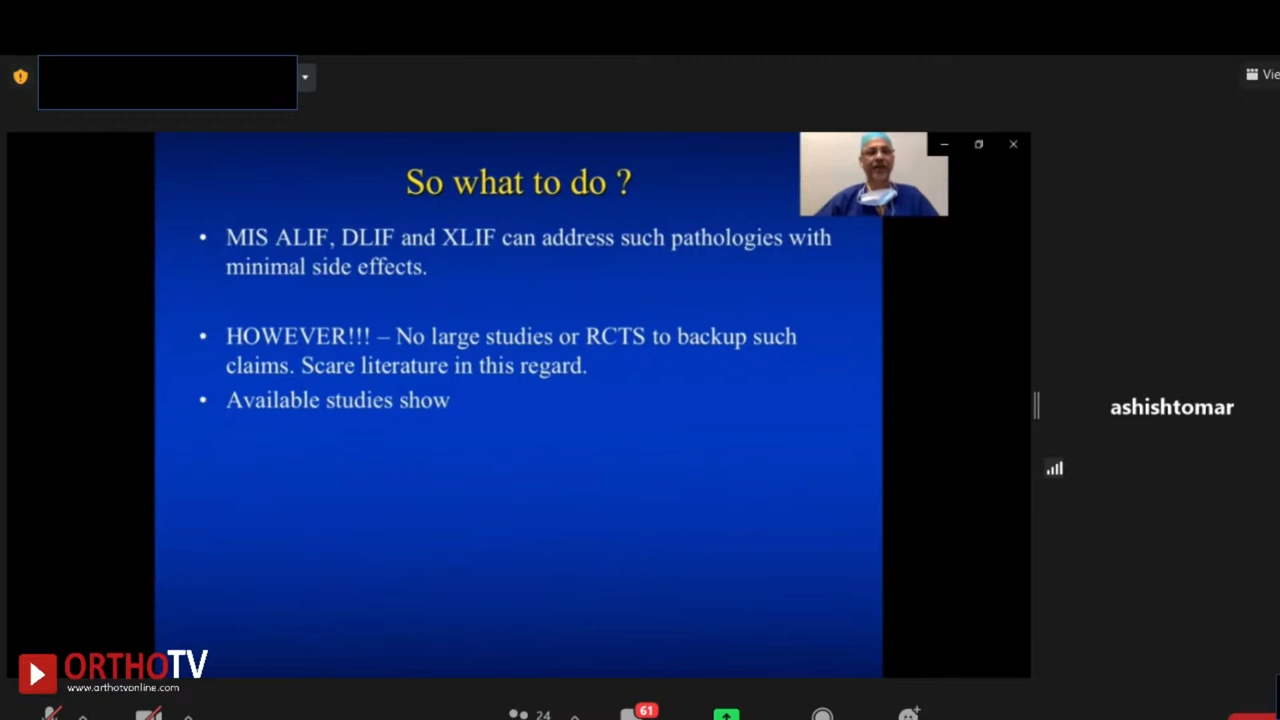 Vie
So what to do ?
• MIS ALIF, DLIF and XLIF can address such pathologies with
minimal side effects.
• HOWEVER!!! – No large studies or RCTS to backup such
claims. Scare literature in this regard.
• Available studies show
ashishtomar
ORTHOTV
www.orthotvonline.com
24
61